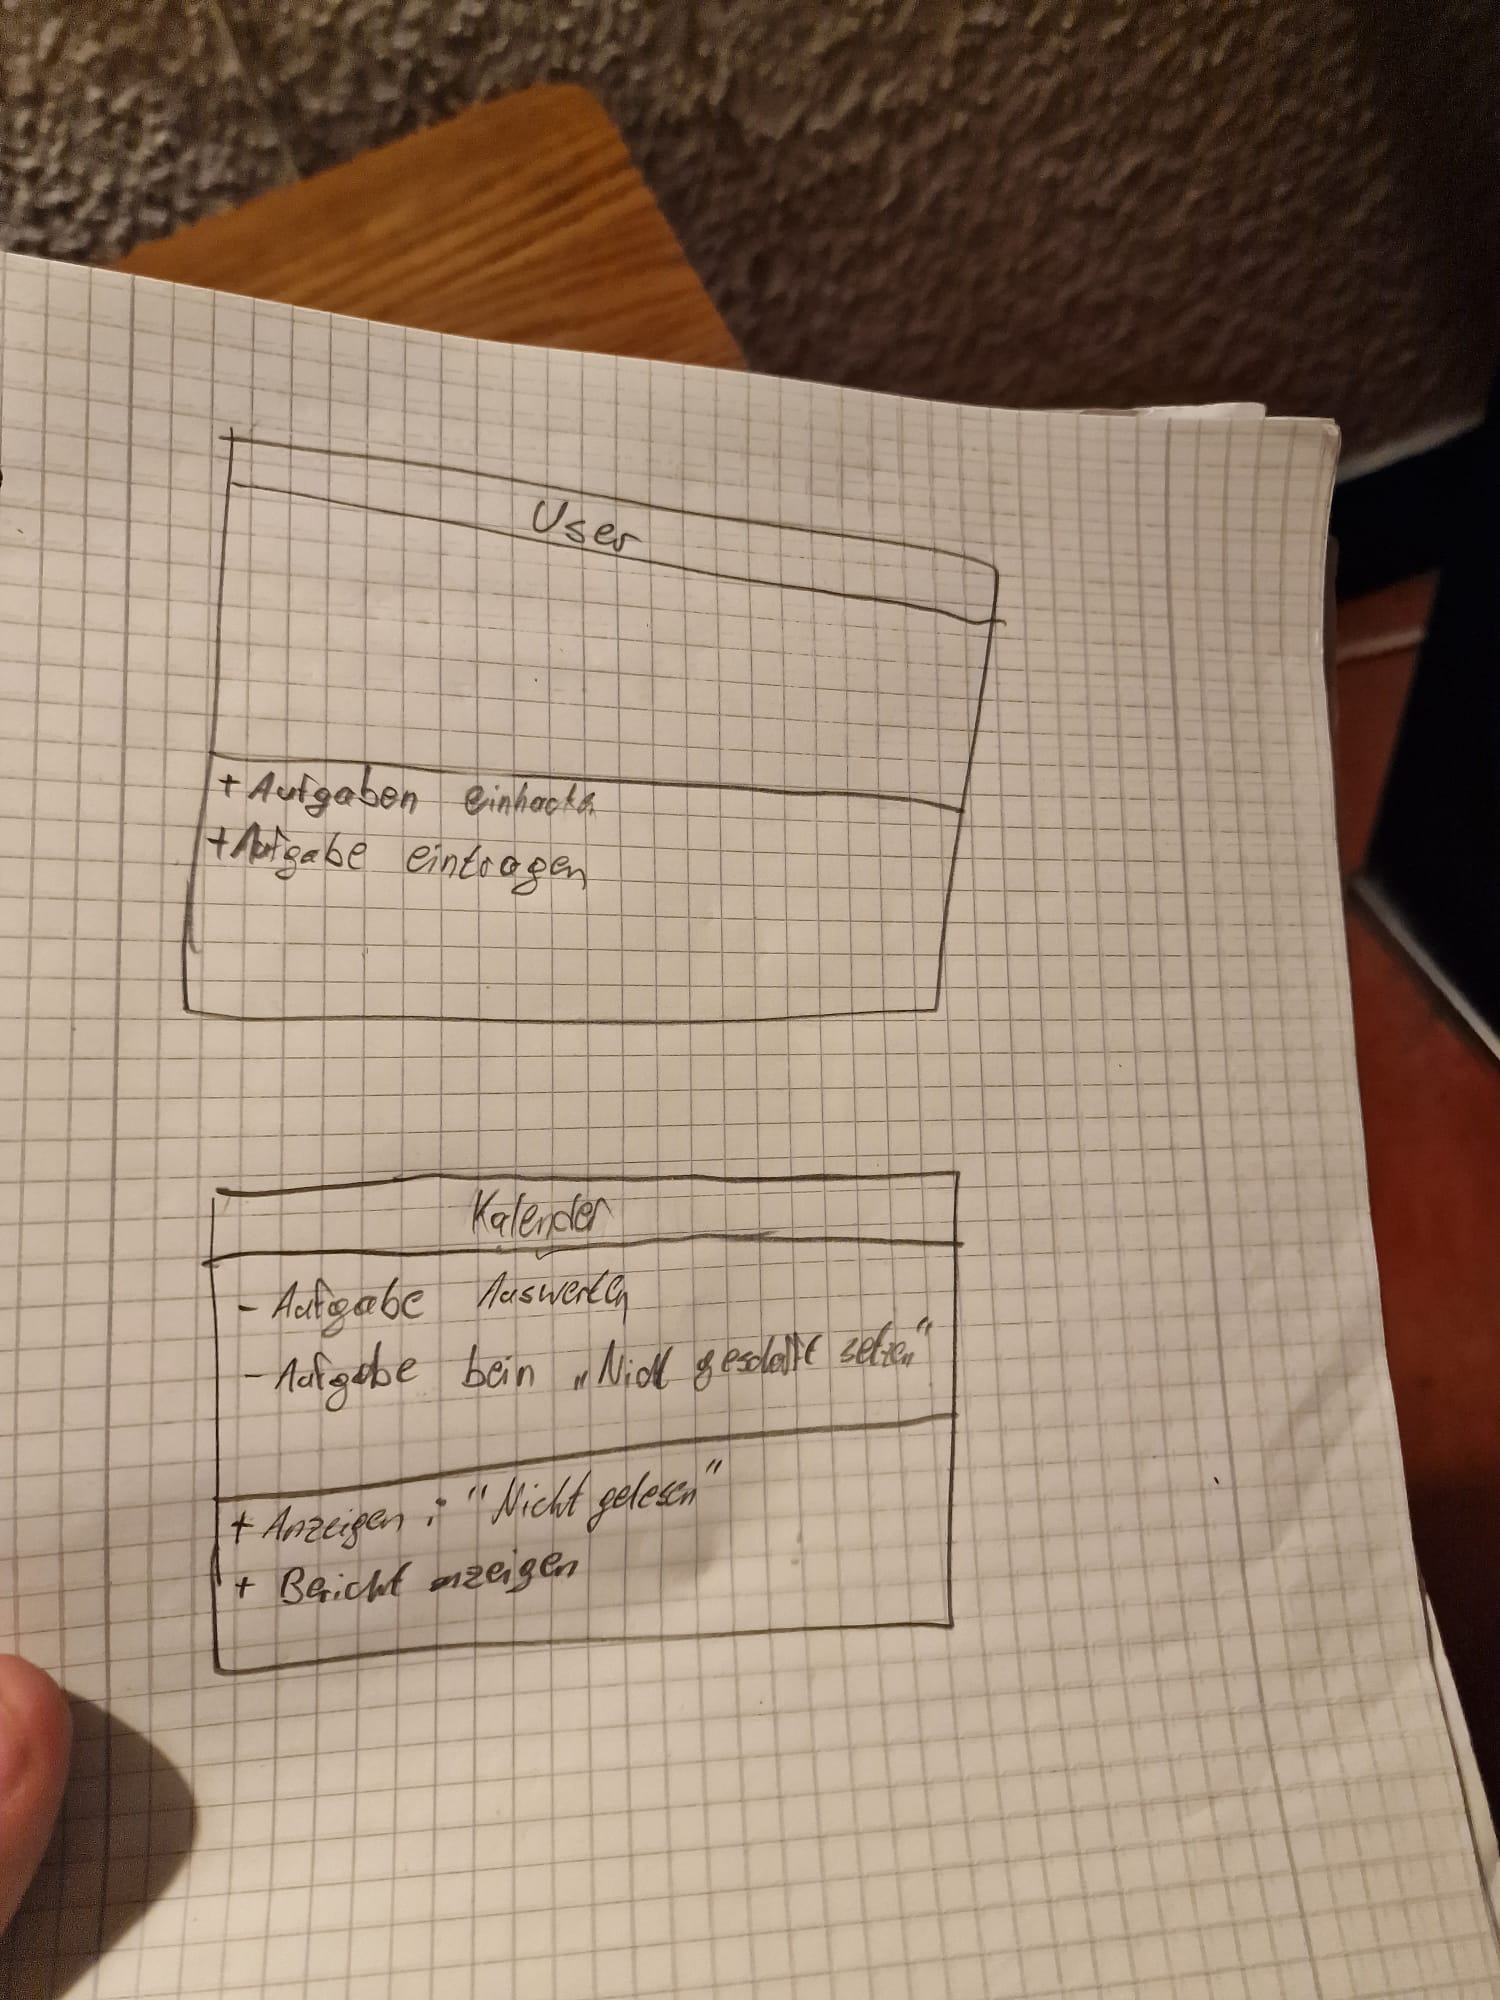 User
+ Aufgaben einhacken
+ Aufgabe eintragen
Kalender
- Aufgabe Auswerten
- Aufgabe bein „Nicht geschafft setzen“
+ Anzeigen : “Nicht gelesen“
+ Bericht anzeigen